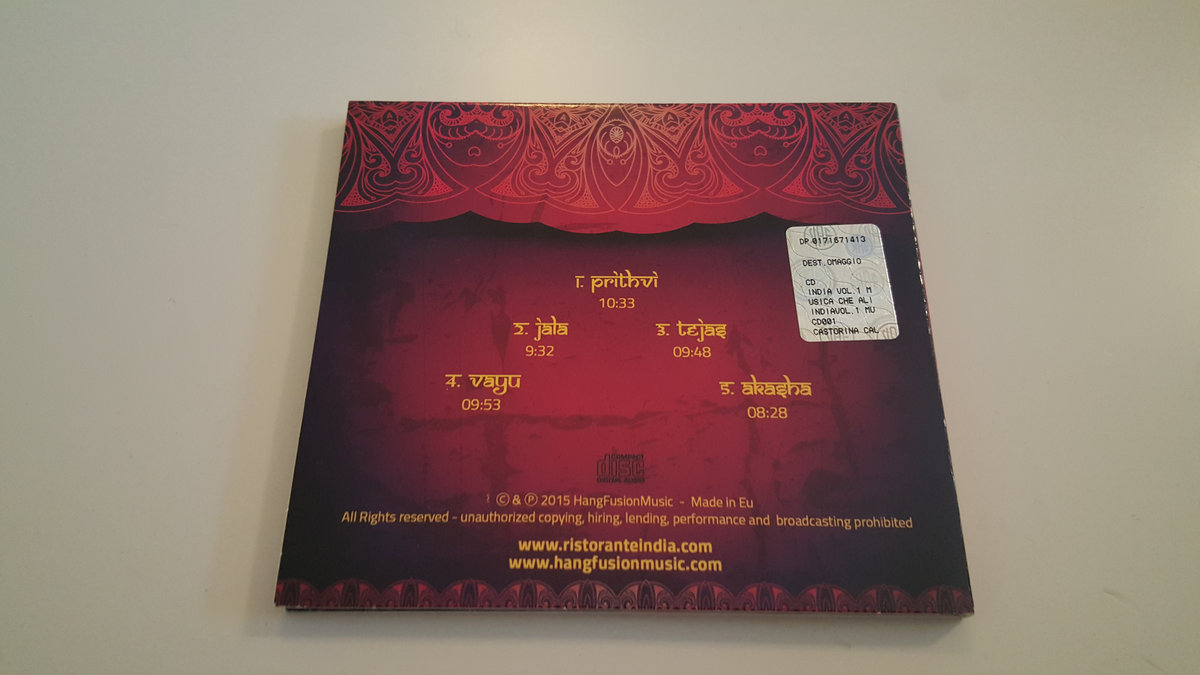 1. Prithvi
10:33
2. Jala
9:32
3. Tejas
09:48
4. Vayu
09:53
5. Akasha
08:28
DP 0171671413
DEST.OMAGGIO
CD
INDIA VOL.1 M
USICA CHE ALI
INDIAVOL.1 MU
CD001
CASTORINA CAL
COMPACT
disc
DIGITAL AUDIO
© & ℗ 2015 HangFusionMusic - Made in Eu
All Rights reserved - unauthorized copying, hiring, lending, performance and broadcasting prohibited
www.ristoranteindia.com
www.hangfusionmusic.com